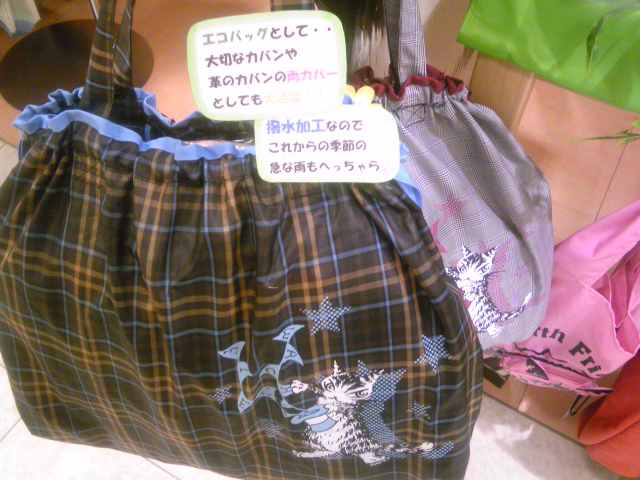 エコバッグとして・・
大切なカバンや
革のカバンの雨カバー
としても
撥水加工なので
これからの季節の
急な雨もへっちゃら。